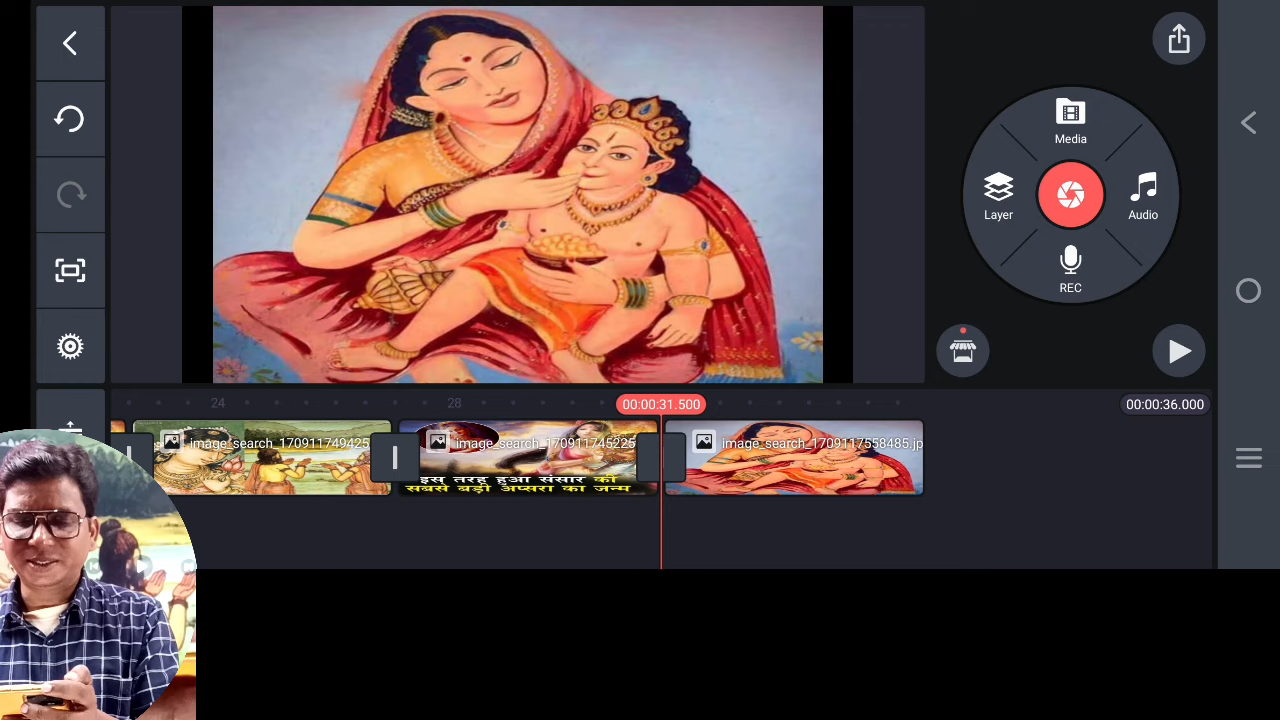 Media
Layer
Audio
REC
24
28
00:00:31.500
00:00:36.000
image_search_170911749425
image_search_170911745225
image_search_1709117558485.jp
इस तरह हुआ संसार की
सबसे बड़ी अप्सरा का जन्म